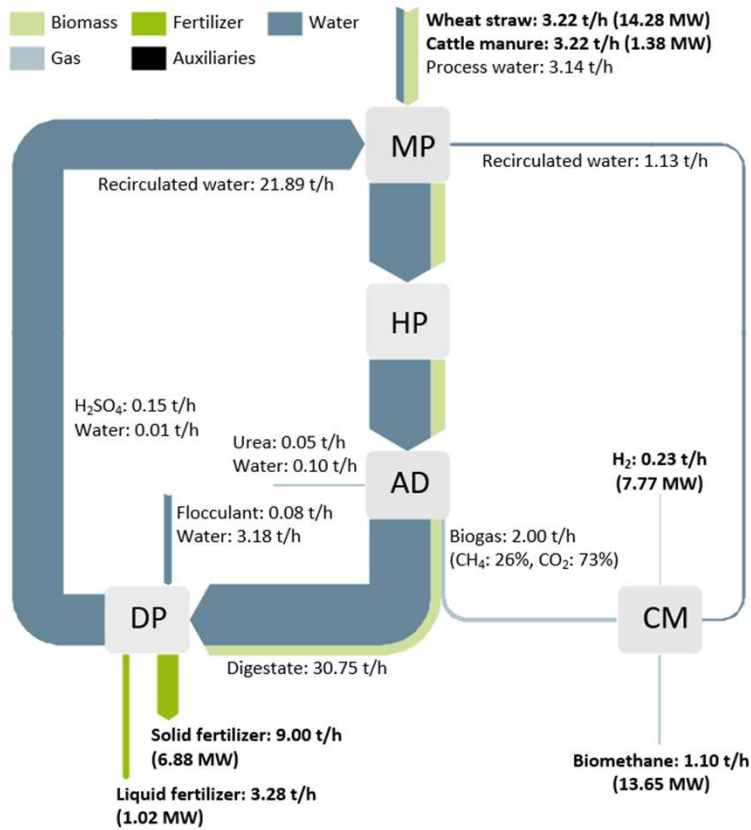 Biomass
Fertilizer
Water
Gas
Auxiliaries
Wheat straw: 3.22 t/h (14.28 MW)
Cattle manure: 3.22 t/h (1.38 MW)
Process water: 3.14 t/h
MP
Recirculated water: 21.89 t/h
Recirculated water: 1.13 t/h
HP
H₂SO₄: 0.15 t/h
Water: 0.01 t/h
Urea: 0.05 t/h
Water: 0.10 t/h
AD
H₂: 0.23 t/h
(7.77 MW)
Flocculant: 0.08 t/h
Water: 3.18 t/h
Biogas: 2.00 t/h
(CH₄: 26%, CO₂: 73%)
DP
CM
Digestate: 30.75 t/h
Solid fertilizer: 9.00 t/h
(6.88 MW)
Biomethane: 1.10 t/h
(13.65 MW)
Liquid fertilizer: 3.28 t/h
(1.02 MW)